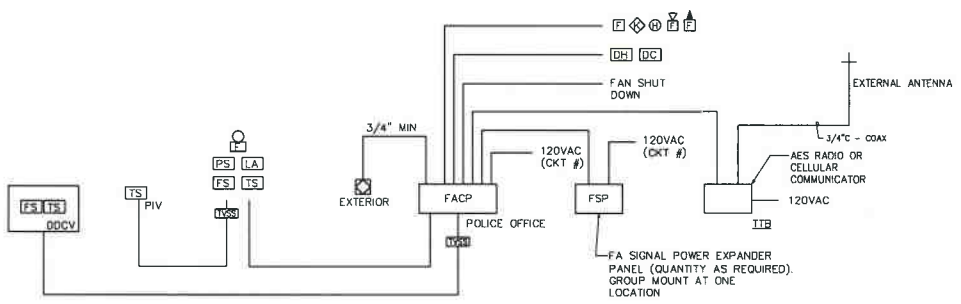 F K H F F
DH DC
FAN SHUT
DOWN
EXTERNAL ANTENNA
3/4" MIN
3/4"C - COAX
F
120VAC
(CKT #)
120VAC
(CKT #)
AES RADIO OR
CELLULAR
COMMUNICATOR
PS LA
FS TS
TS
PIV
EXTERIOR
FACP
FSP
120VAC
FS TS
DDCV
TVSS
POLICE OFFICE
TTB
TVSS
FA SIGNAL POWER EXPANDER
PANEL (QUANTITY AS REQUIRED).
GROUP MOUNT AT ONE
LOCATION